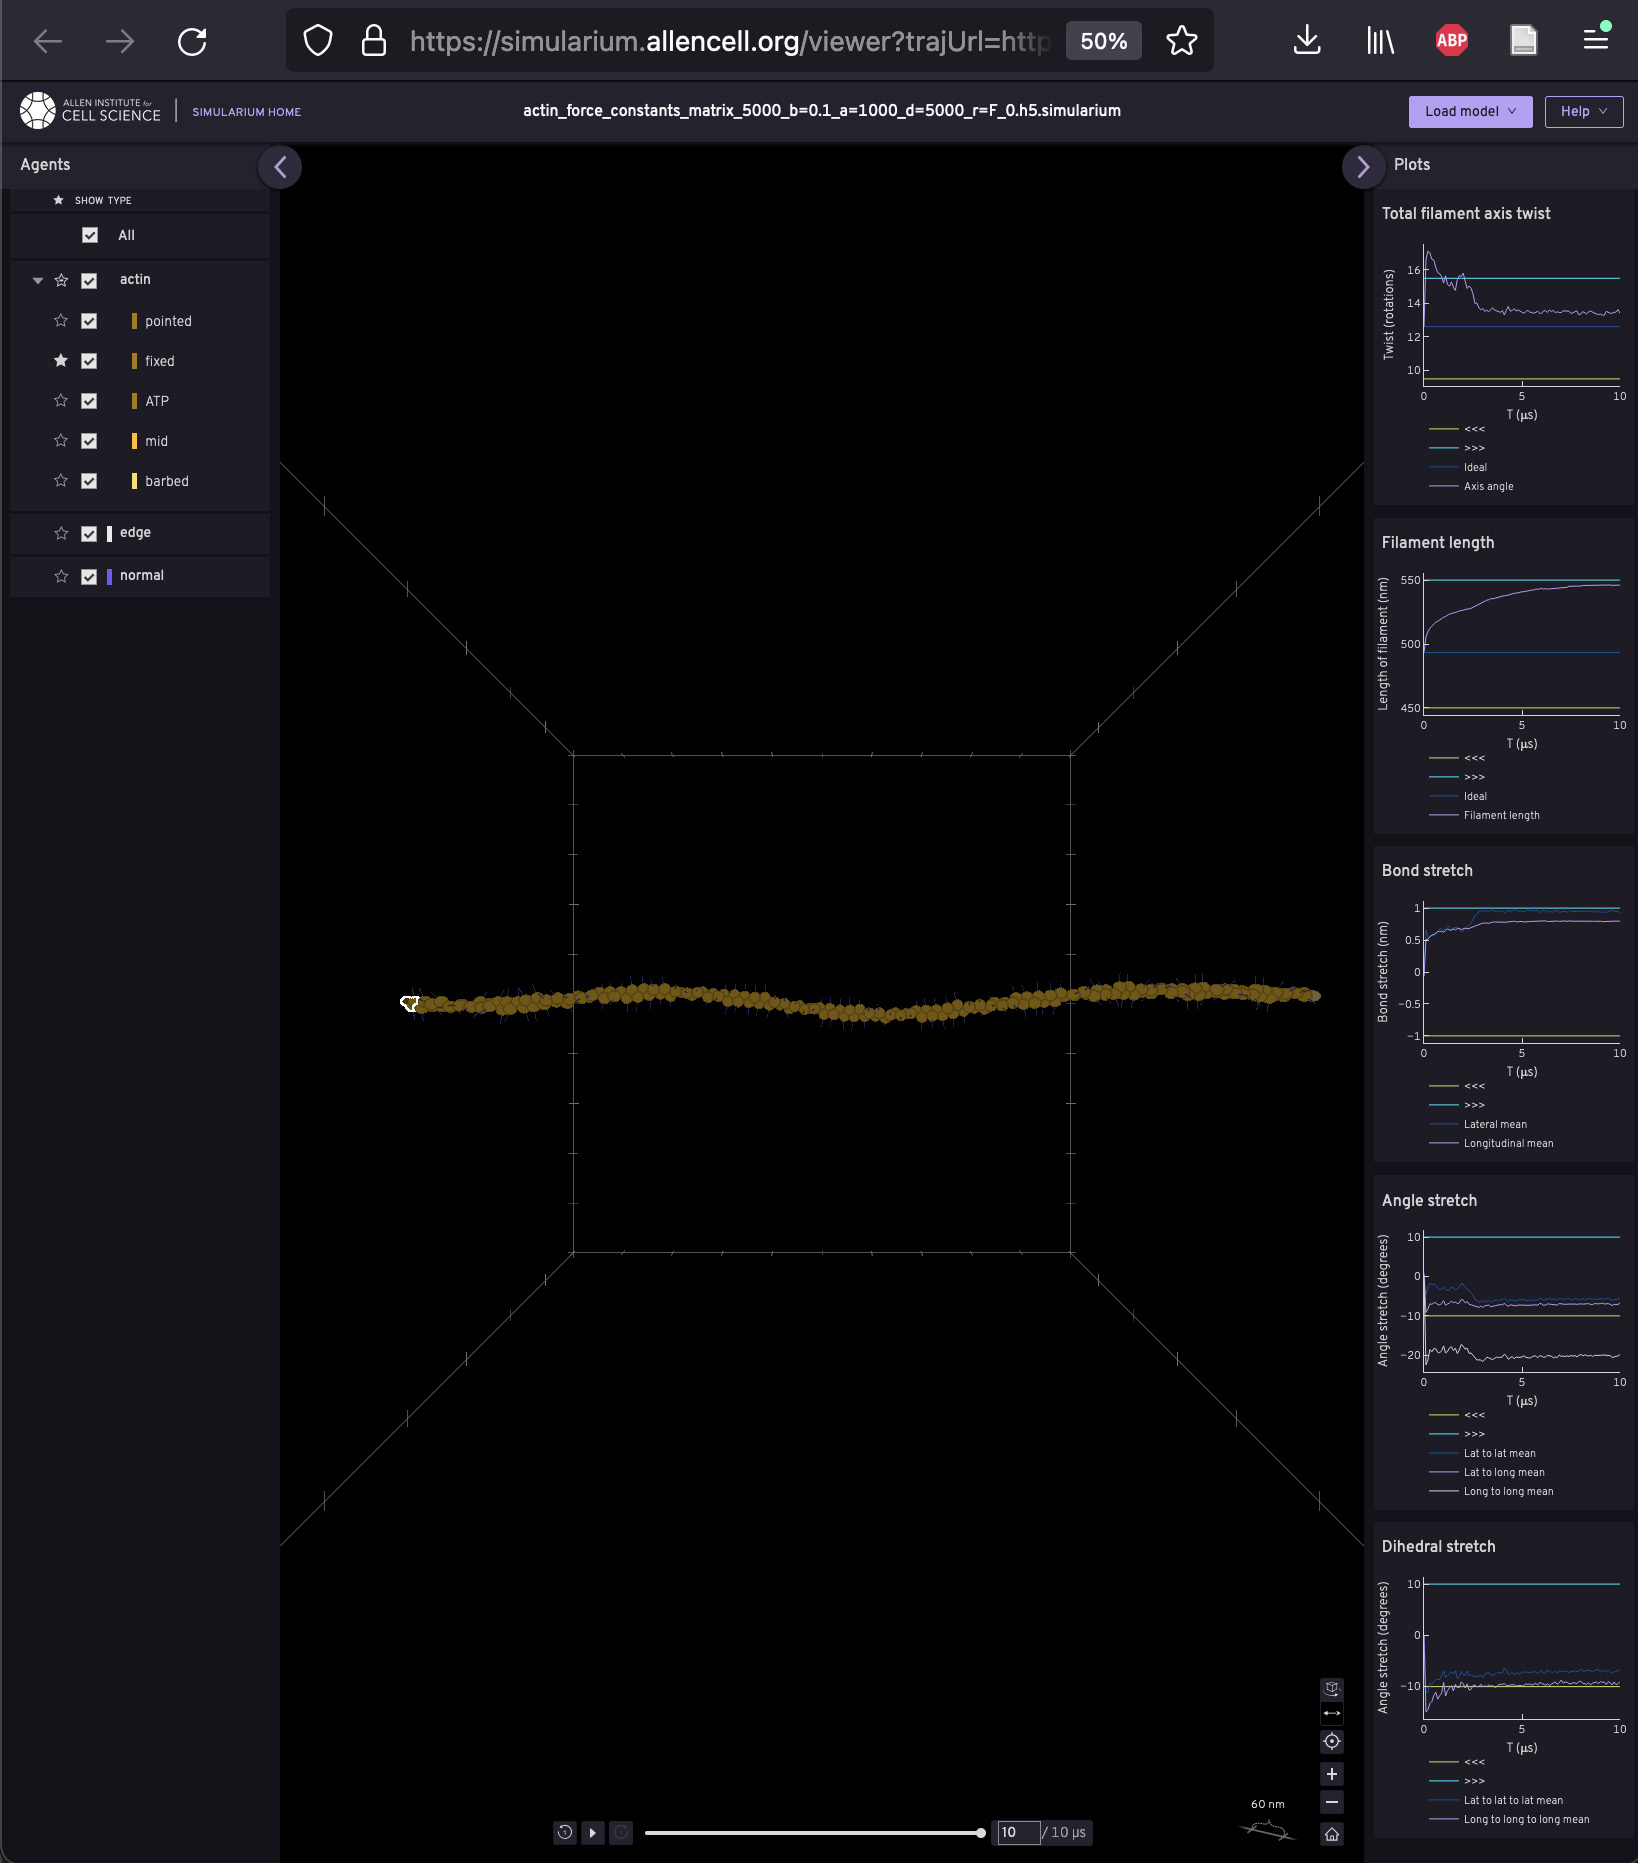 https://simularium.allencell.org/viewer?trajUrl=http
50%
ABP
ALLEN INSTITUTE for
CELL SCIENCE
SIMULARIUM HOME
actin_force_constants_matrix_5000_b=0.1_a=1000_d=5000_r=F_0.h5.simularium
Load model
Help
Agents
SHOW TYPE
All
actin
pointed
fixed
ATP
mid
barbed
edge
normal
60 nm
10 / 10 µs
Plots
Total filament axis twist
Twist (rotations)
16
14
12
10
0 5 10
T (µs)
<<<
>>>
Ideal
Axis angle
Filament length
Length of filament (nm)
550
500
450
0 5 10
T (µs)
<<<
>>>
Ideal
Filament length
Bond stretch
Bond stretch (nm)
1
0.5
0
−0.5
−1
0 5 10
T (µs)
<<<
>>>
Lateral mean
Longitudinal mean
Angle stretch
Angle stretch (degrees)
10
0
−10
−20
0 5 10
T (µs)
<<<
>>>
Lat to lat mean
Lat to long mean
Long to long mean
Dihedral stretch
Angle stretch (degrees)
10
0
−10
0 5 10
T (µs)
<<<
>>>
Lat to lat to lat mean
Long to long to long mean